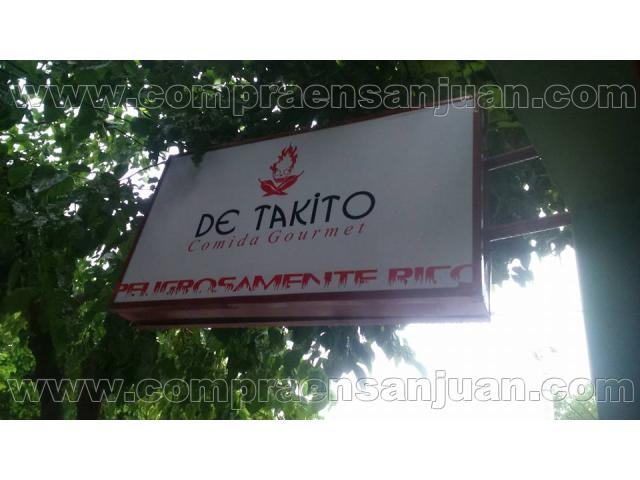 www.compraensanjuan.com
DE TAKITO
Comida Gourmet
PELIGROSAMENTE RICO
www.compraensanjuan.com